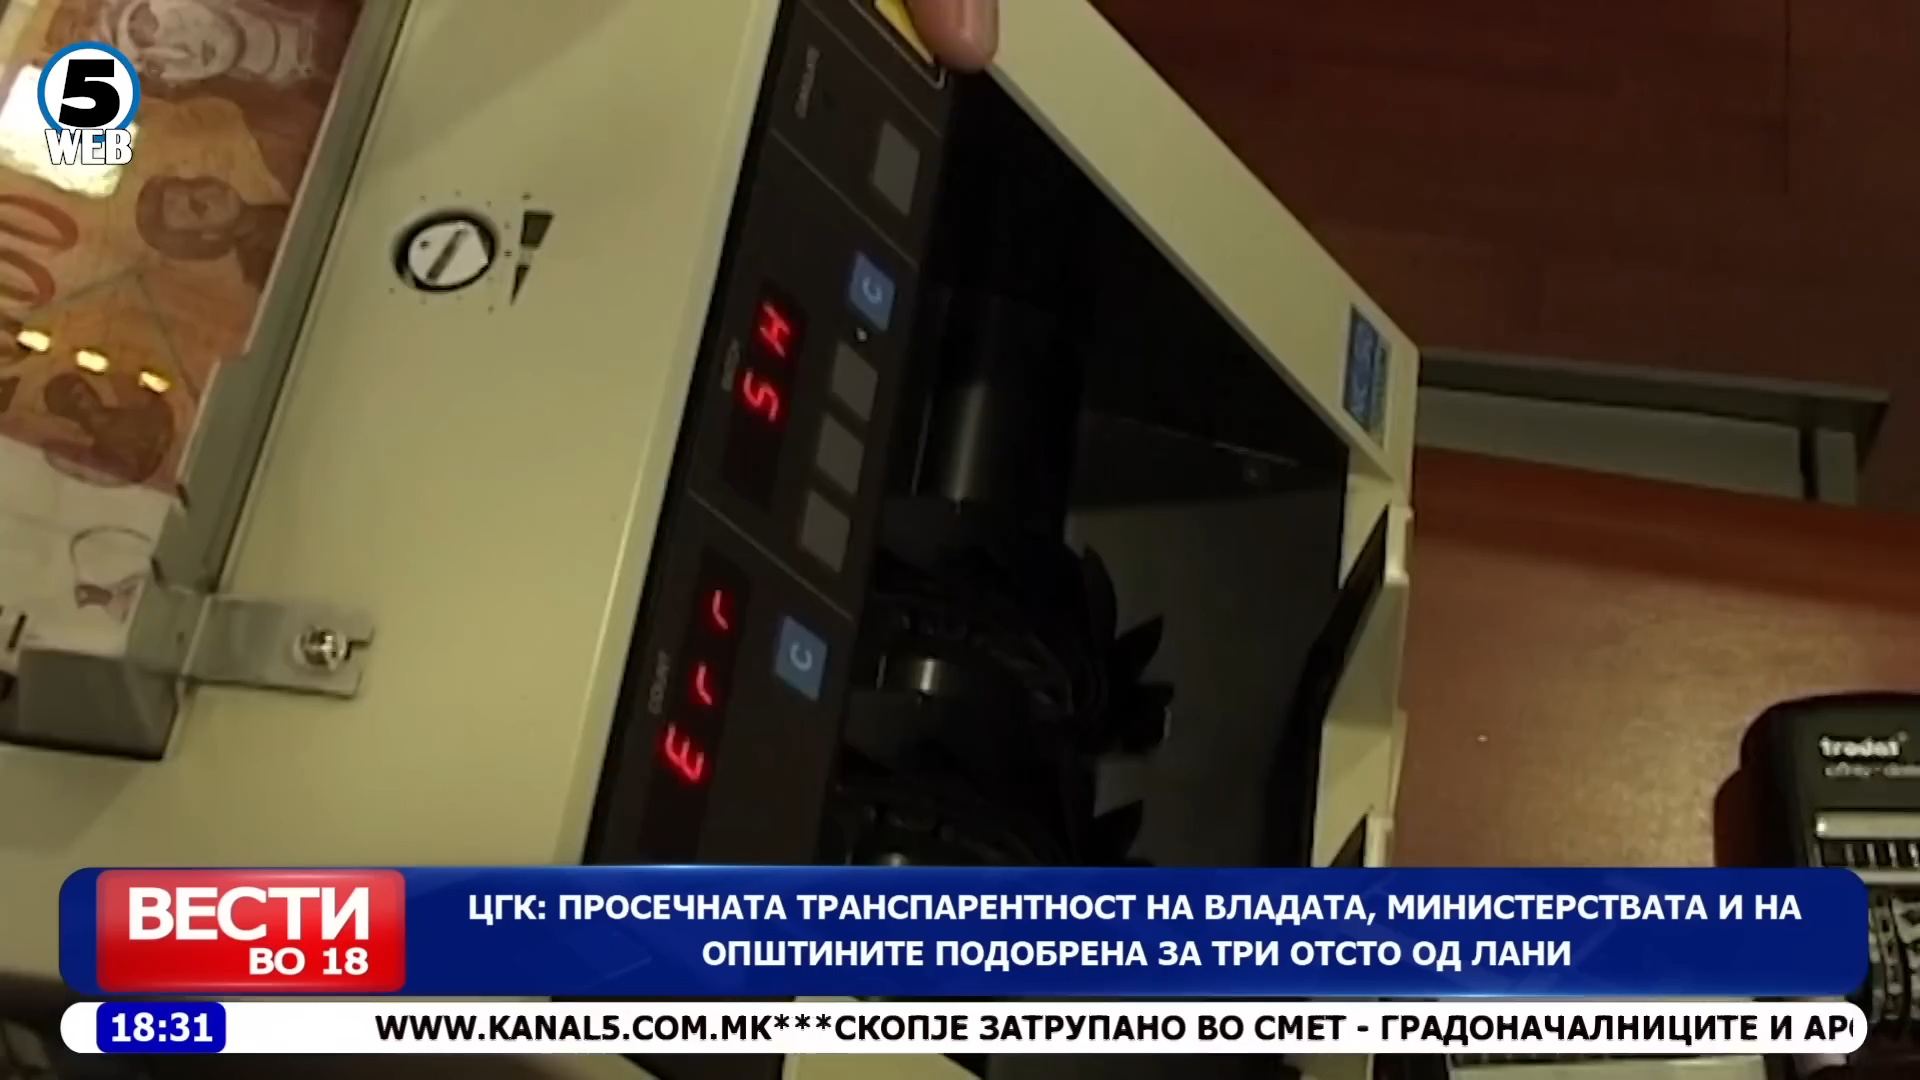 5
WEB
C
SH
COUNT
Err
C
trodat
ВЕСТИ
ВО 18
ЦГК: ПРОСЕЧНАТА ТРАНСПАРЕНТНОСТ НА ВЛАДАТА, МИНИСТЕРСТВАТА И НА
ОПШТИНИТЕ ПОДОБРЕНА ЗА ТРИ ОТСТО ОД ЛАНИ
18:31
WWW.KANAL5.COM.MK***СКОПЈЕ ЗАТРУПАНО ВО СМЕТ - ГРАДОНАЧАЛНИЦИТЕ И